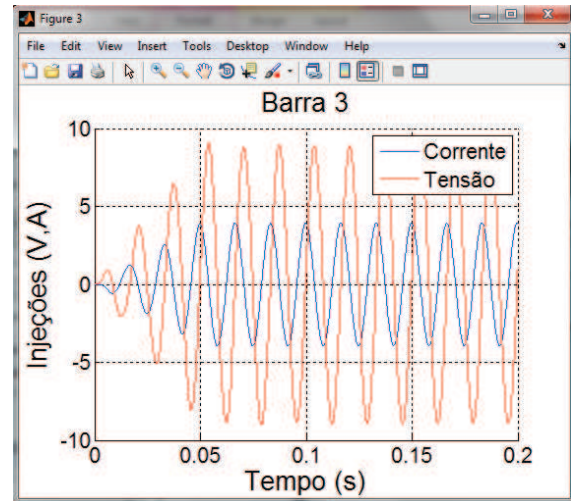 Figure 3
File Edit View Insert Tools Desktop Window Help
Barra 3
Corrente
Tensão
Injeções (V,A)
10
5
0
-5
-10
0 0.05 0.1 0.15 0.2
Tempo (s)